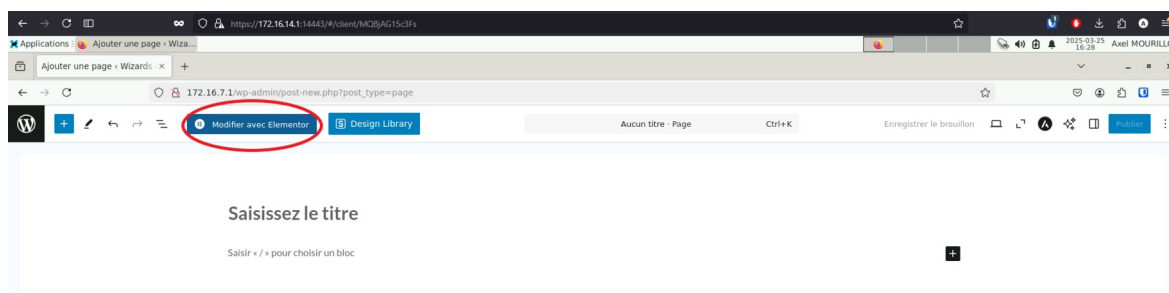 https://172.16.14.1:14443/#/client/MQBjAG15c3Fs
Applications Ajouter une page ‹ Wiza...
2025-03-25
16:28
Ajouter une page ‹ Wizards
172.16.7.1/wp-admin/post-new.php?post_type=page
Modifier avec Elementor
Design Library
Aucun titre · Page
Ctrl+K
Enregistrer le brouillon
Publier
Saisissez le titre
Saisir « / » pour choisir un bloc